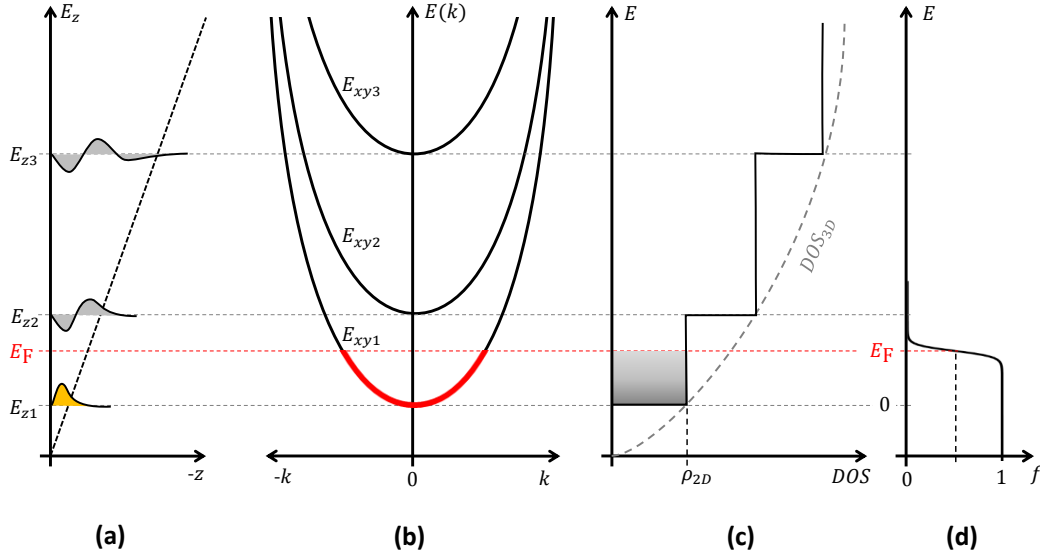 E_z
E(k)
E
E
E_z3
E_xy3
E_xy2
DOS_3D
E_z2
E_xy1
E_F
E_F
E_z1
0
-z
-k
0
k
ρ_2D
DOS
0
1
f
(a)
(b)
(c)
(d)